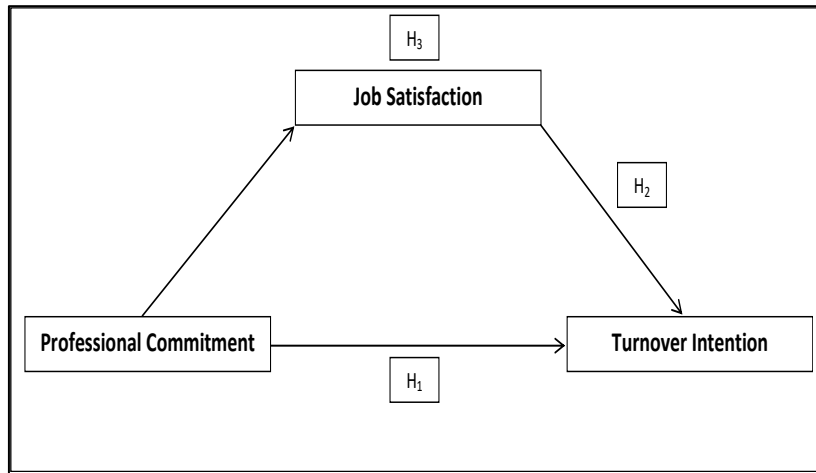 H₃
Job Satisfaction
H₂
Professional Commitment
Turnover Intention
H₁